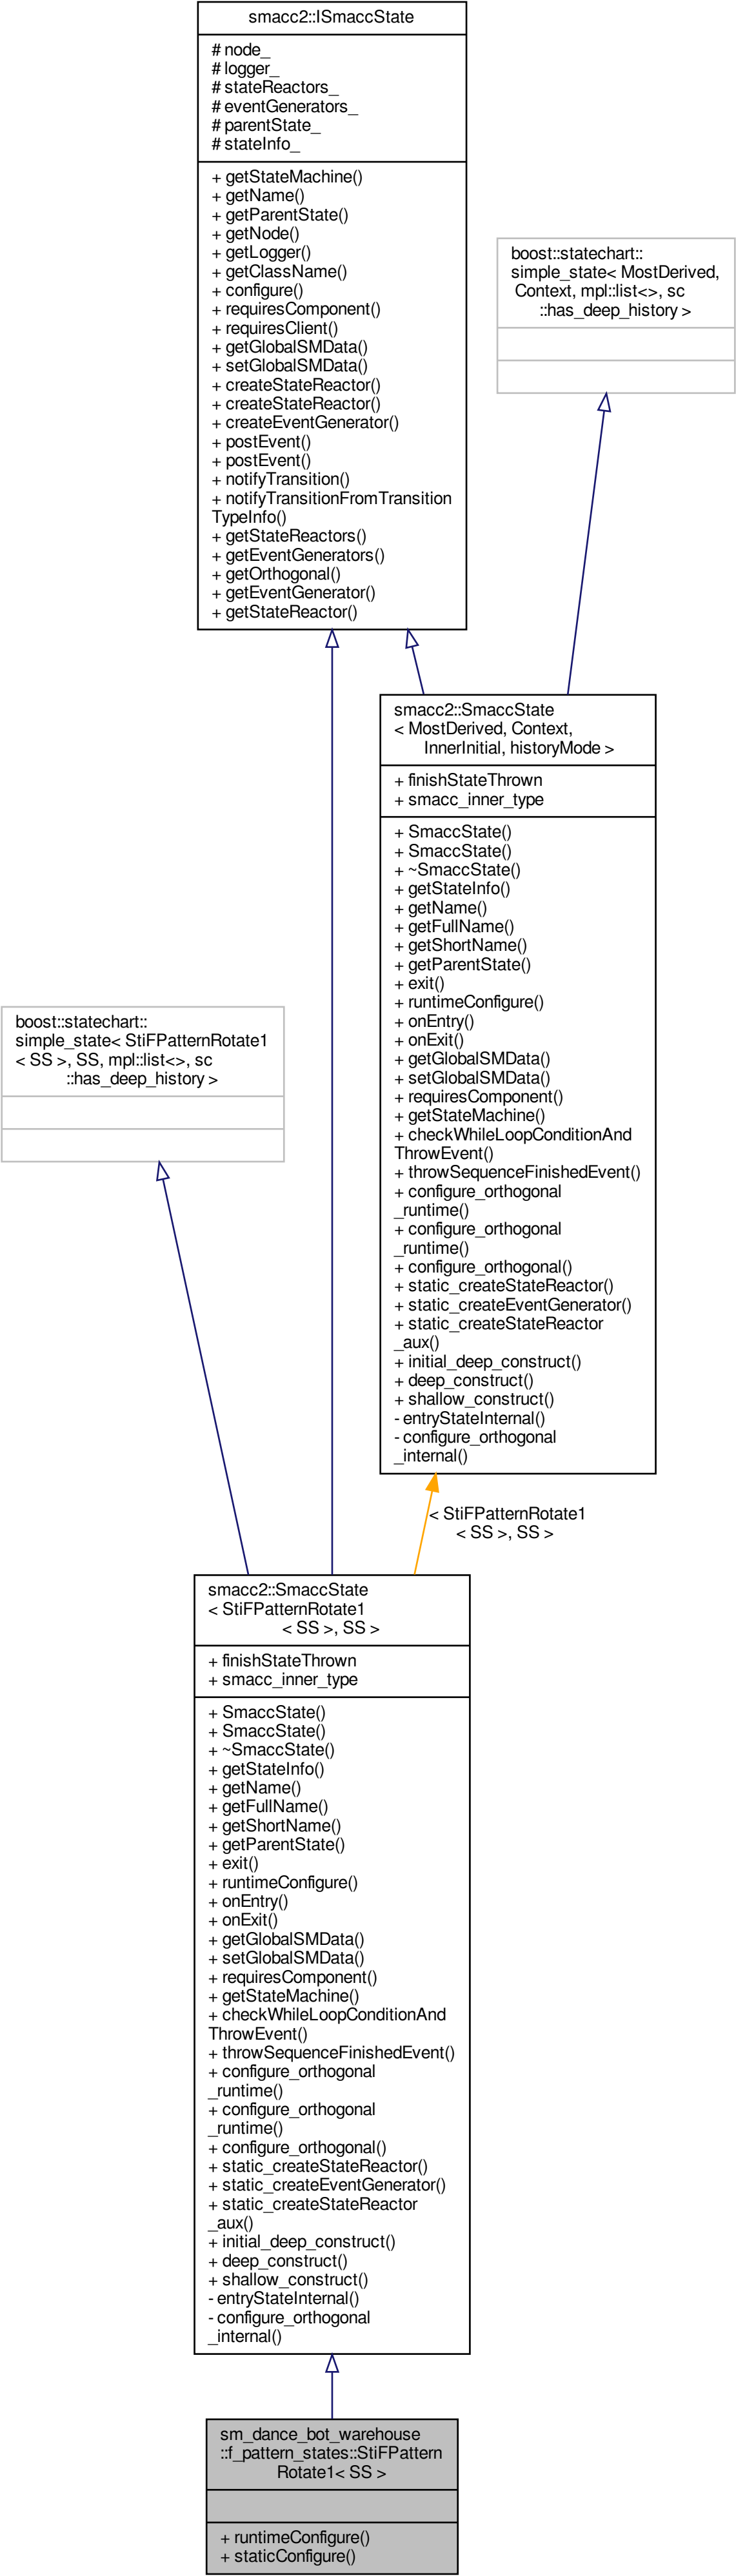 smacc2::ISmaccState
# node_
# logger_
# stateReactors_
# eventGenerators_
# parentState_
# stateInfo_
+ getStateMachine()
+ getName()
+ getParentState()
+ getNode()
+ getLogger()
+ getClassName()
+ configure()
+ requiresComponent()
+ requiresClient()
+ getGlobalSMData()
+ setGlobalSMData()
+ createStateReactor()
+ createStateReactor()
+ createEventGenerator()
+ postEvent()
+ postEvent()
+ notifyTransition()
+ notifyTransitionFromTransition
TypeInfo()
+ getStateReactors()
+ getEventGenerators()
+ getOrthogonal()
+ getEventGenerator()
+ getStateReactor()
boost::statechart::
simple_state< MostDerived,
Context, mpl::list<>, sc
::has_deep_history >
smacc2::SmaccState
< MostDerived, Context,
InnerInitial, historyMode >
+ finishStateThrown
+ smacc_inner_type
+ SmaccState()
+ SmaccState()
+ ~SmaccState()
+ getStateInfo()
+ getName()
+ getFullName()
+ getShortName()
+ getParentState()
+ exit()
+ runtimeConfigure()
+ onEntry()
+ onExit()
+ getGlobalSMData()
+ setGlobalSMData()
+ requiresComponent()
+ getStateMachine()
+ checkWhileLoopConditionAnd
ThrowEvent()
+ throwSequenceFinishedEvent()
+ configure_orthogonal
_runtime()
+ configure_orthogonal
_runtime()
+ configure_orthogonal()
+ static_createStateReactor()
+ static_createEventGenerator()
+ static_createStateReactor
_aux()
+ initial_deep_construct()
+ deep_construct()
+ shallow_construct()
- entryStateInternal()
- configure_orthogonal
_internal()
boost::statechart::
simple_state< StiFPatternRotate1
< SS >, SS, mpl::list<>, sc
::has_deep_history >
< StiFPatternRotate1
< SS >, SS >
smacc2::SmaccState
< StiFPatternRotate1
< SS >, SS >
+ finishStateThrown
+ smacc_inner_type
+ SmaccState()
+ SmaccState()
+ ~SmaccState()
+ getStateInfo()
+ getName()
+ getFullName()
+ getShortName()
+ getParentState()
+ exit()
+ runtimeConfigure()
+ onEntry()
+ onExit()
+ getGlobalSMData()
+ setGlobalSMData()
+ requiresComponent()
+ getStateMachine()
+ checkWhileLoopConditionAnd
ThrowEvent()
+ throwSequenceFinishedEvent()
+ configure_orthogonal
_runtime()
+ configure_orthogonal
_runtime()
+ configure_orthogonal()
+ static_createStateReactor()
+ static_createEventGenerator()
+ static_createStateReactor
_aux()
+ initial_deep_construct()
+ deep_construct()
+ shallow_construct()
- entryStateInternal()
- configure_orthogonal
_internal()
sm_dance_bot_warehouse
::f_pattern_states::StiFPattern
Rotate1< SS >
+ runtimeConfigure()
+ staticConfigure()